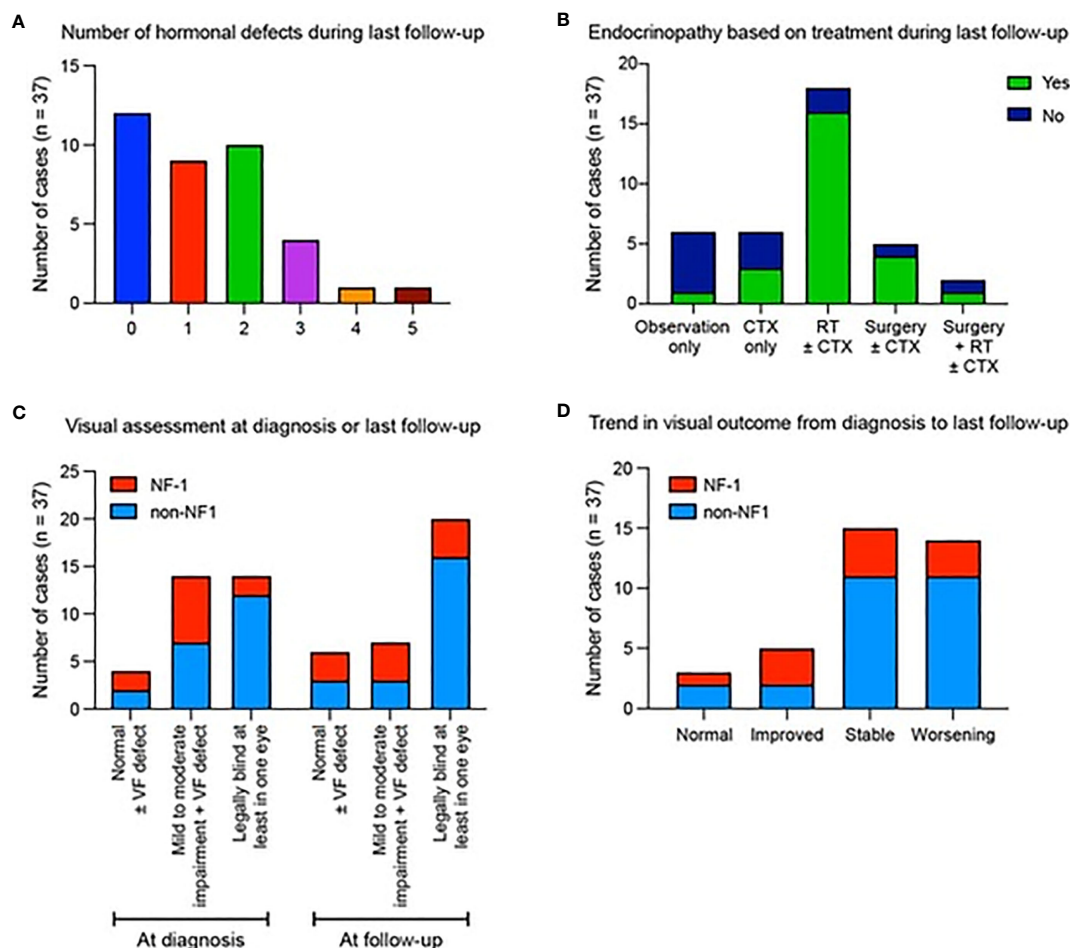 A
Number of hormonal defects during last follow-up
Number of cases (n = 37)
15
10
5
0
0 1 2 3 4 5
B
Endocrinopathy based on treatment during last follow-up
Number of cases (n = 37)
20
15
10
5
0
Yes
No
Observation
only
CTX
only
RT
± CTX
Surgery
± CTX
Surgery
+ RT
± CTX
C
Visual assessment at diagnosis or last follow-up
Number of cases (n = 37)
25
20
15
10
5
0
NF-1
non-NF1
Normal
± VF defect
Mild to moderate
impairment + VF defect
Legally blind at
least in one eye
Normal
± VF defect
Mild to moderate
impairment + VF defect
Legally blind at
least in one eye
At diagnosis
At follow-up
D
Trend in visual outcome from diagnosis to last follow-up
Number of cases (n = 37)
20
15
10
5
0
NF-1
non-NF1
Normal Improved Stable Worsening